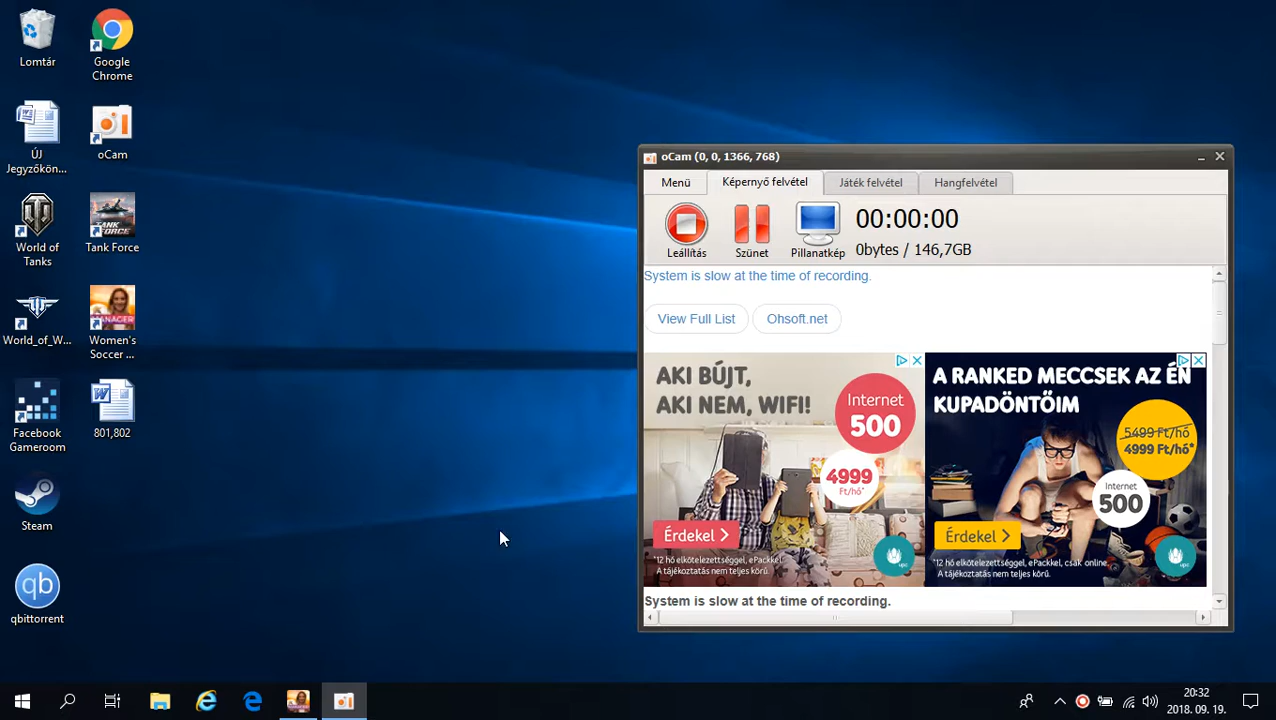 Lomtár
Google
Chrome
ÚJ
Jegyzőkön...
oCam
World of
Tanks
Tank Force
World_of_W...
Women's
Soccer ...
Facebook
Gameroom
801,802
Steam
qb
qbittorrent
oCam (0, 0, 1366, 768)
Menü
Képernyő felvétel
Játék felvétel
Hangfelvétel
Leállítás
Szünet
Pillanatkép
00:00:00
0bytes / 146,7GB
System is slow at the time of recording.
View Full List
Ohsoft.net
AKI BÚJT,
AKI NEM, WIFI!
Internet
500
4999
Ft/hó*
Érdekel
*12 hó elkötelezettséggel, ePackkel, csak online.
A tájékoztatás nem teljes körű.
upc
A RANKED MECCSEK AZ ÉN
KUPADÖNTŐIM
5499 Ft/hó
4999 Ft/hó*
Internet
500
Érdekel
*12 hó elkötelezettséggel, ePackkel, csak online.
A tájékoztatás nem teljes körű.
upc
System is slow at the time of recording.
20:32
2018. 09. 19.